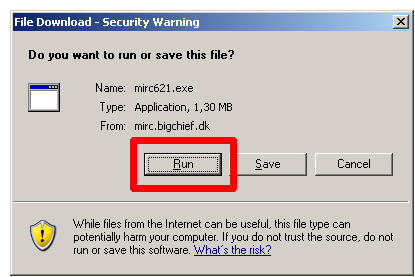 File Download - Security Warning
Do you want to run or save this file?
Name: mirc621.exe
Type: Application, 1,30 MB
From: mirc.bigchief.dk
Run Save Cancel
While files from the Internet can be useful, this file type can
potentially harm your computer. If you do not trust the source, do not
run or save this software. What's the risk?